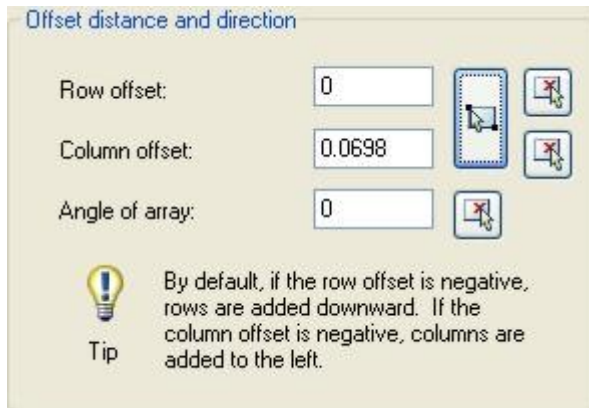 Offset distance and direction
Row offset: 0
Column offset: 0.0698
Angle of array: 0
By default, if the row offset is negative,
rows are added downward. If the
column offset is negative, columns are
added to the left.
Tip